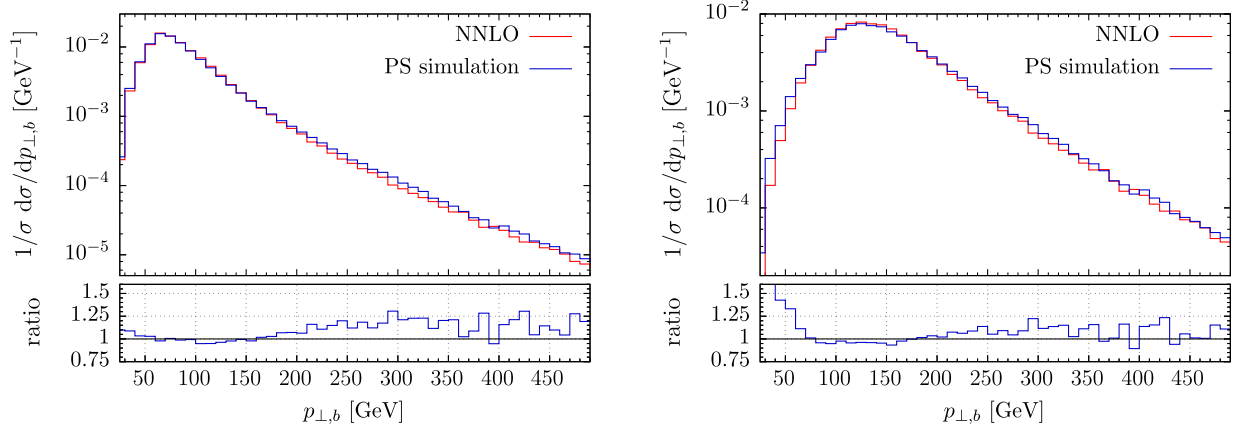 1/σ dσ/dp⊥,b [GeV−1]
10−2
10−3
10−4
10−5
NNLO
PS simulation
ratio
1.5
1.25
1
0.75
50 100 150 200 250 300 350 400 450
p⊥,b [GeV]
1/σ dσ/dp⊥,b [GeV−1]
10−2
10−3
10−4
NNLO
PS simulation
ratio
1.5
1.25
1
0.75
50 100 150 200 250 300 350 400 450
p⊥,b [GeV]